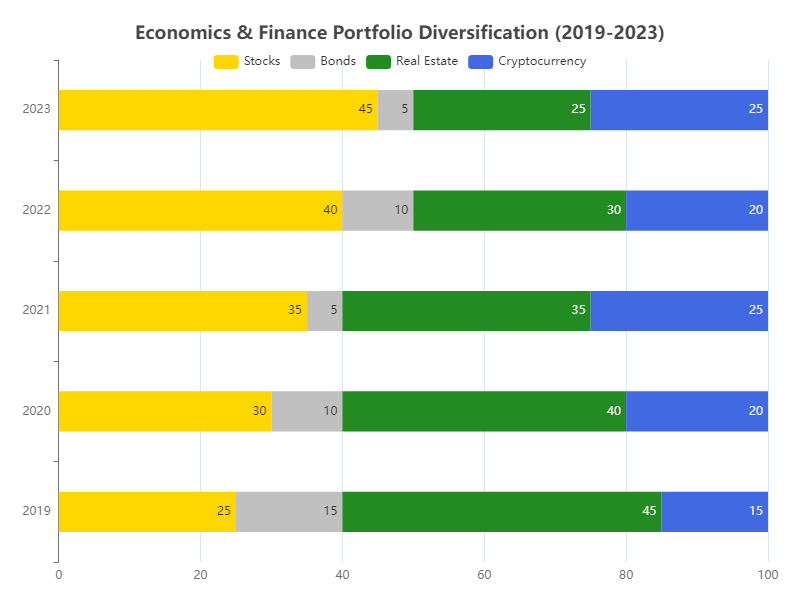 Economics & Finance Portfolio Diversification (2019-2023)
Stocks Bonds Real Estate Cryptocurrency
2023 45 5 25 25
2022 40 10 30 20
2021 35 5 35 25
2020 30 10 40 20
2019 25 15 45 15
0 20 40 60 80 100